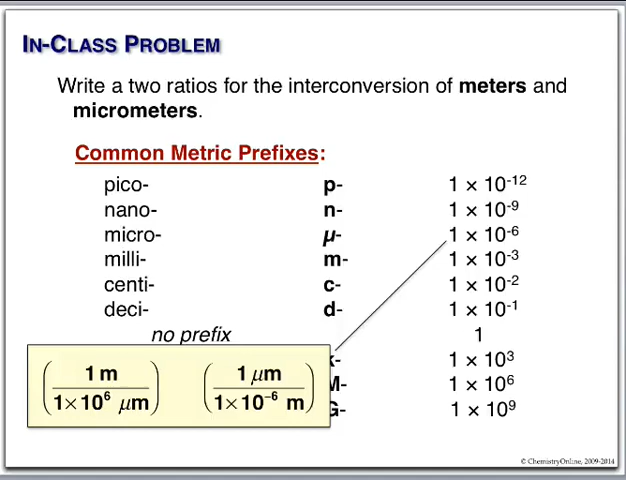 IN-CLASS PROBLEM
Write a two ratios for the interconversion of meters and
micrometers.
Common Metric Prefixes:
pico- p- 1 × 10⁻¹²
nano- n- 1 × 10⁻⁹
micro- μ- 1 × 10⁻⁶
milli- m- 1 × 10⁻³
centi- c- 1 × 10⁻²
deci- d- 1 × 10⁻¹
no prefix 1
k- 1 × 10³
M- 1 × 10⁶
G- 1 × 10⁹
1 m 1 μm
1×10⁶ μm 1×10⁻⁶ m
© ChemistryOnline, 2009-2014